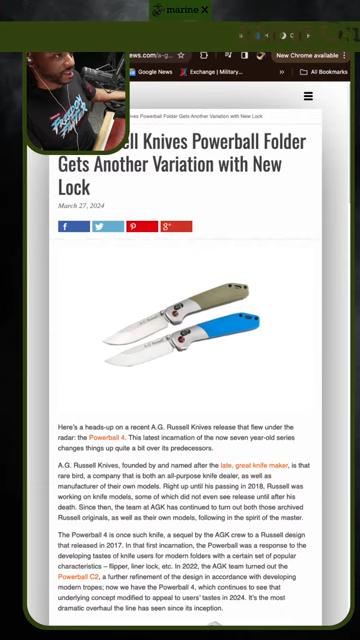 marine X
news.com/a-g...
New Chrome available
Google News
Exchange | Military...
All Bookmarks
Knives Powerball Folder Gets Another Variation with New Lock
ell Knives Powerball Folder
Gets Another Variation with New
Lock
March 27, 2024
Here's a heads-up on a recent A.G. Russell Knives release that flew under the
radar: the Powerball 4. This latest incarnation of the now seven year-old series
changes things up quite a bit over its predecessors.
A.G. Russell Knives, founded by and named after the late, great knife maker, is that
rare bird, a company that is both an all-purpose knife dealer, as well as
manufacturer of their own models. Right up until his passing in 2018, Russell was
working on knife models, some of which did not even see release until after his
death. Since then, the team at AGK has continued to turn out both those archived
Russell originals, as well as their own models, following in the spirit of the master.
The Powerball 4 is once such knife, a sequel by the AGK crew to a Russell design
that released in 2017. In that first incarnation, the Powerball was a response to the
developing tastes of knife users for modern folders with a certain set of popular
characteristics – flipper, liner lock, etc. In 2022, the AGK team turned out the
Powerball C2, a further refinement of the design in accordance with developing
modern tropes; now we have the Powerball 4, which continues to see that
underlying concept modified to appeal to users' tastes in 2024. It's the most
dramatic overhaul the line has seen since its inception.